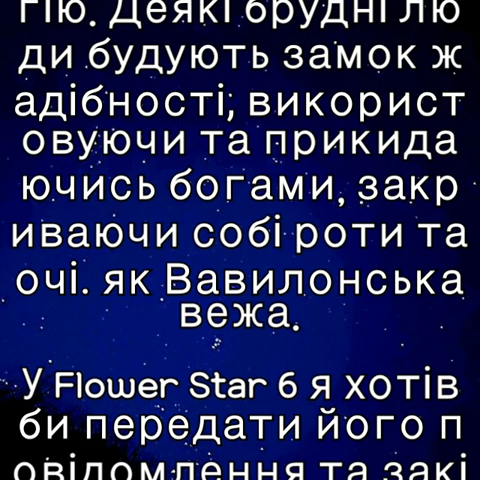 гію. Деякі брудні лю
ди будують замок ж
адібності, використ
овуючи та прикида
ючись богами, закр
иваючи собі роти та
очі. як Вавилонська
вежа.
У Flower Star 6 я хотів
би передати його п
овідомлення та закі